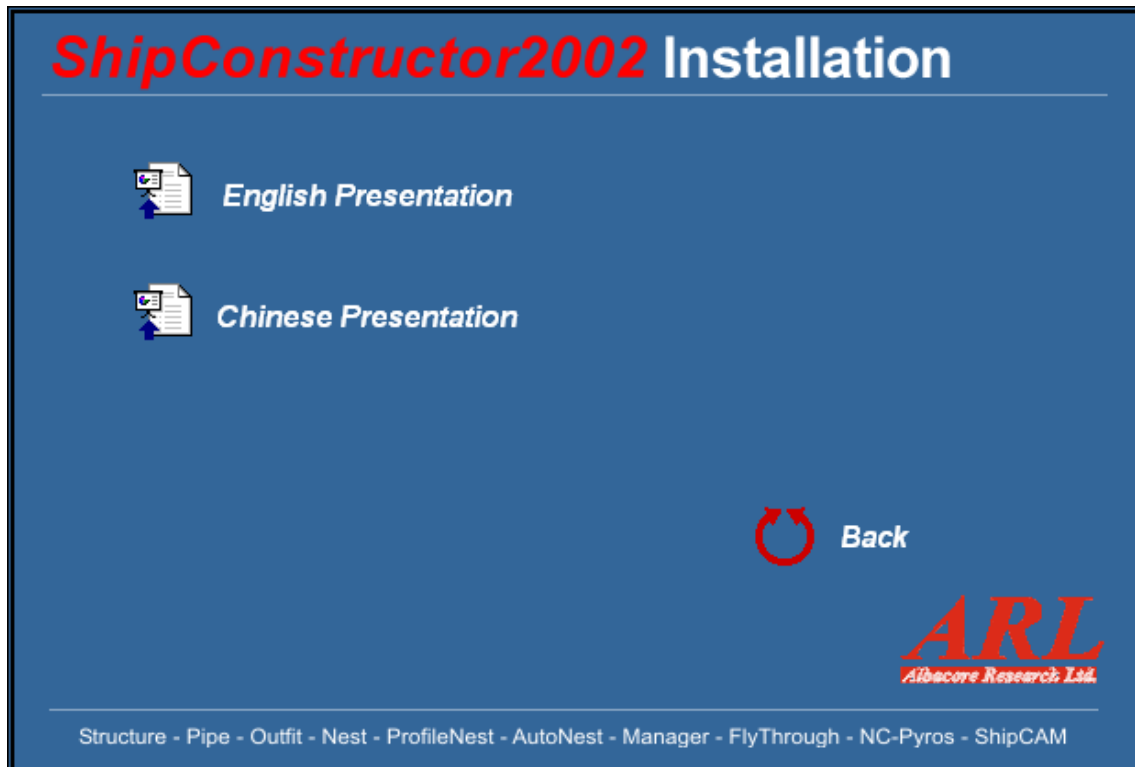 ShipConstructor2002 Installation
English Presentation
Chinese Presentation
Back
ARL
Albacore Research Ltd.
Structure - Pipe - Outfit - Nest - ProfileNest - AutoNest - Manager - FlyThrough - NC-Pyros - ShipCAM